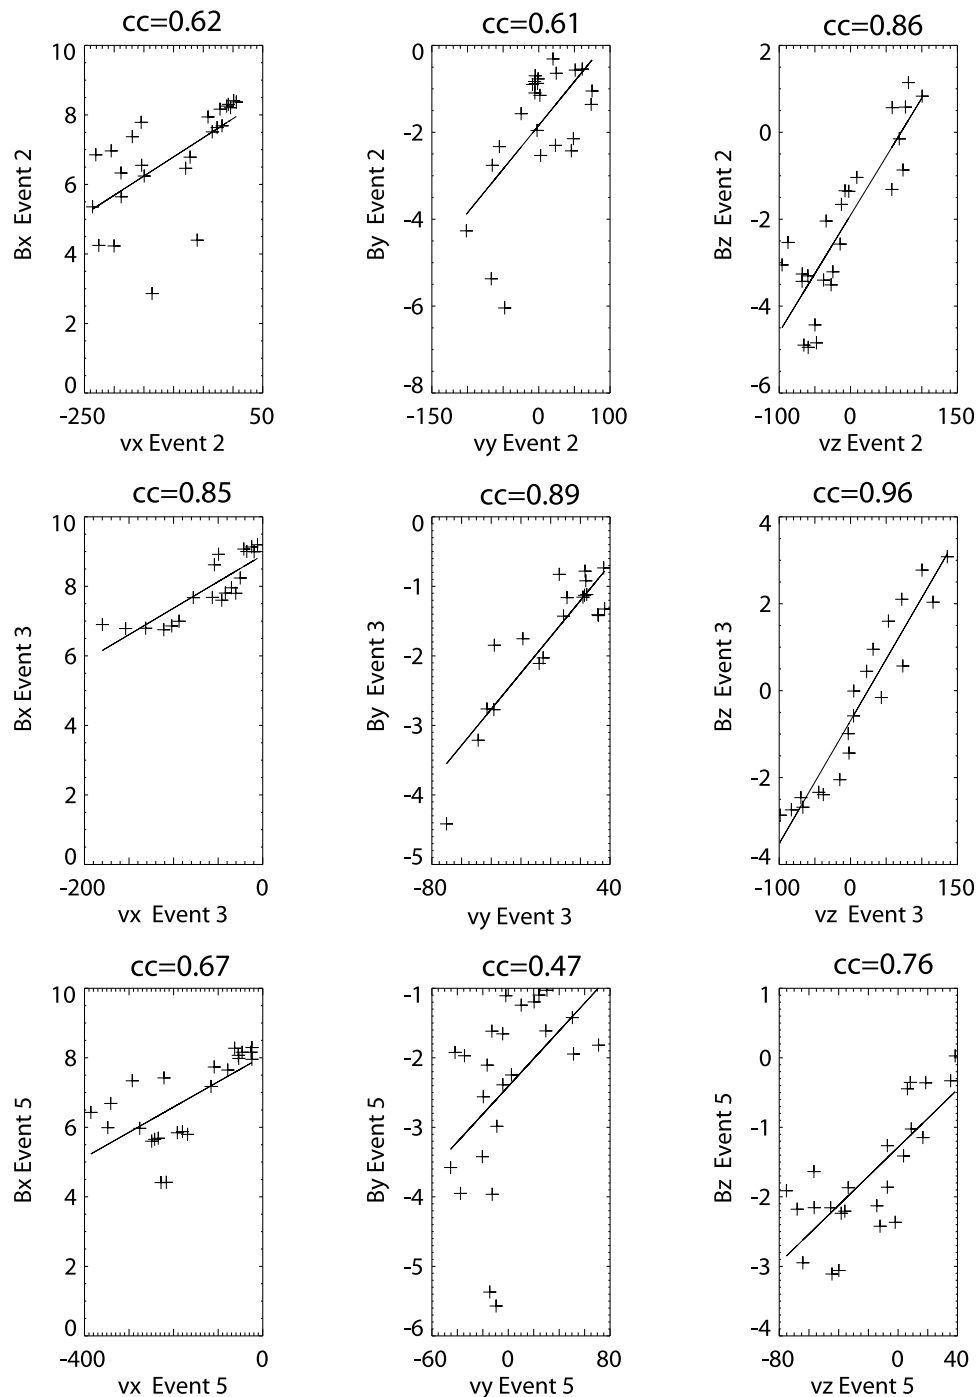 cc=0.62
10
8
6
4
2
0
-250
50
Bx Event 2
vx Event 2
cc=0.61
0
-2
-4
-6
-8
-150
0
100
By Event 2
vy Event 2
cc=0.86
2
0
-2
-4
-6
-100
0
150
Bz Event 2
vz Event 2
cc=0.85
10
8
6
4
2
0
-200
0
Bx Event 3
vx Event 3
cc=0.89
0
-1
-2
-3
-4
-5
-80
40
By Event 3
vy Event 3
cc=0.96
4
2
0
-2
-4
-100
0
150
Bz Event 3
vz Event 3
cc=0.67
10
8
6
4
2
0
-400
0
Bx Event 5
vx Event 5
cc=0.47
-1
-2
-3
-4
-5
-6
-60
0
80
By Event 5
vy Event 5
cc=0.76
1
0
-1
-2
-3
-4
-80
0
40
Bz Event 5
vz Event 5